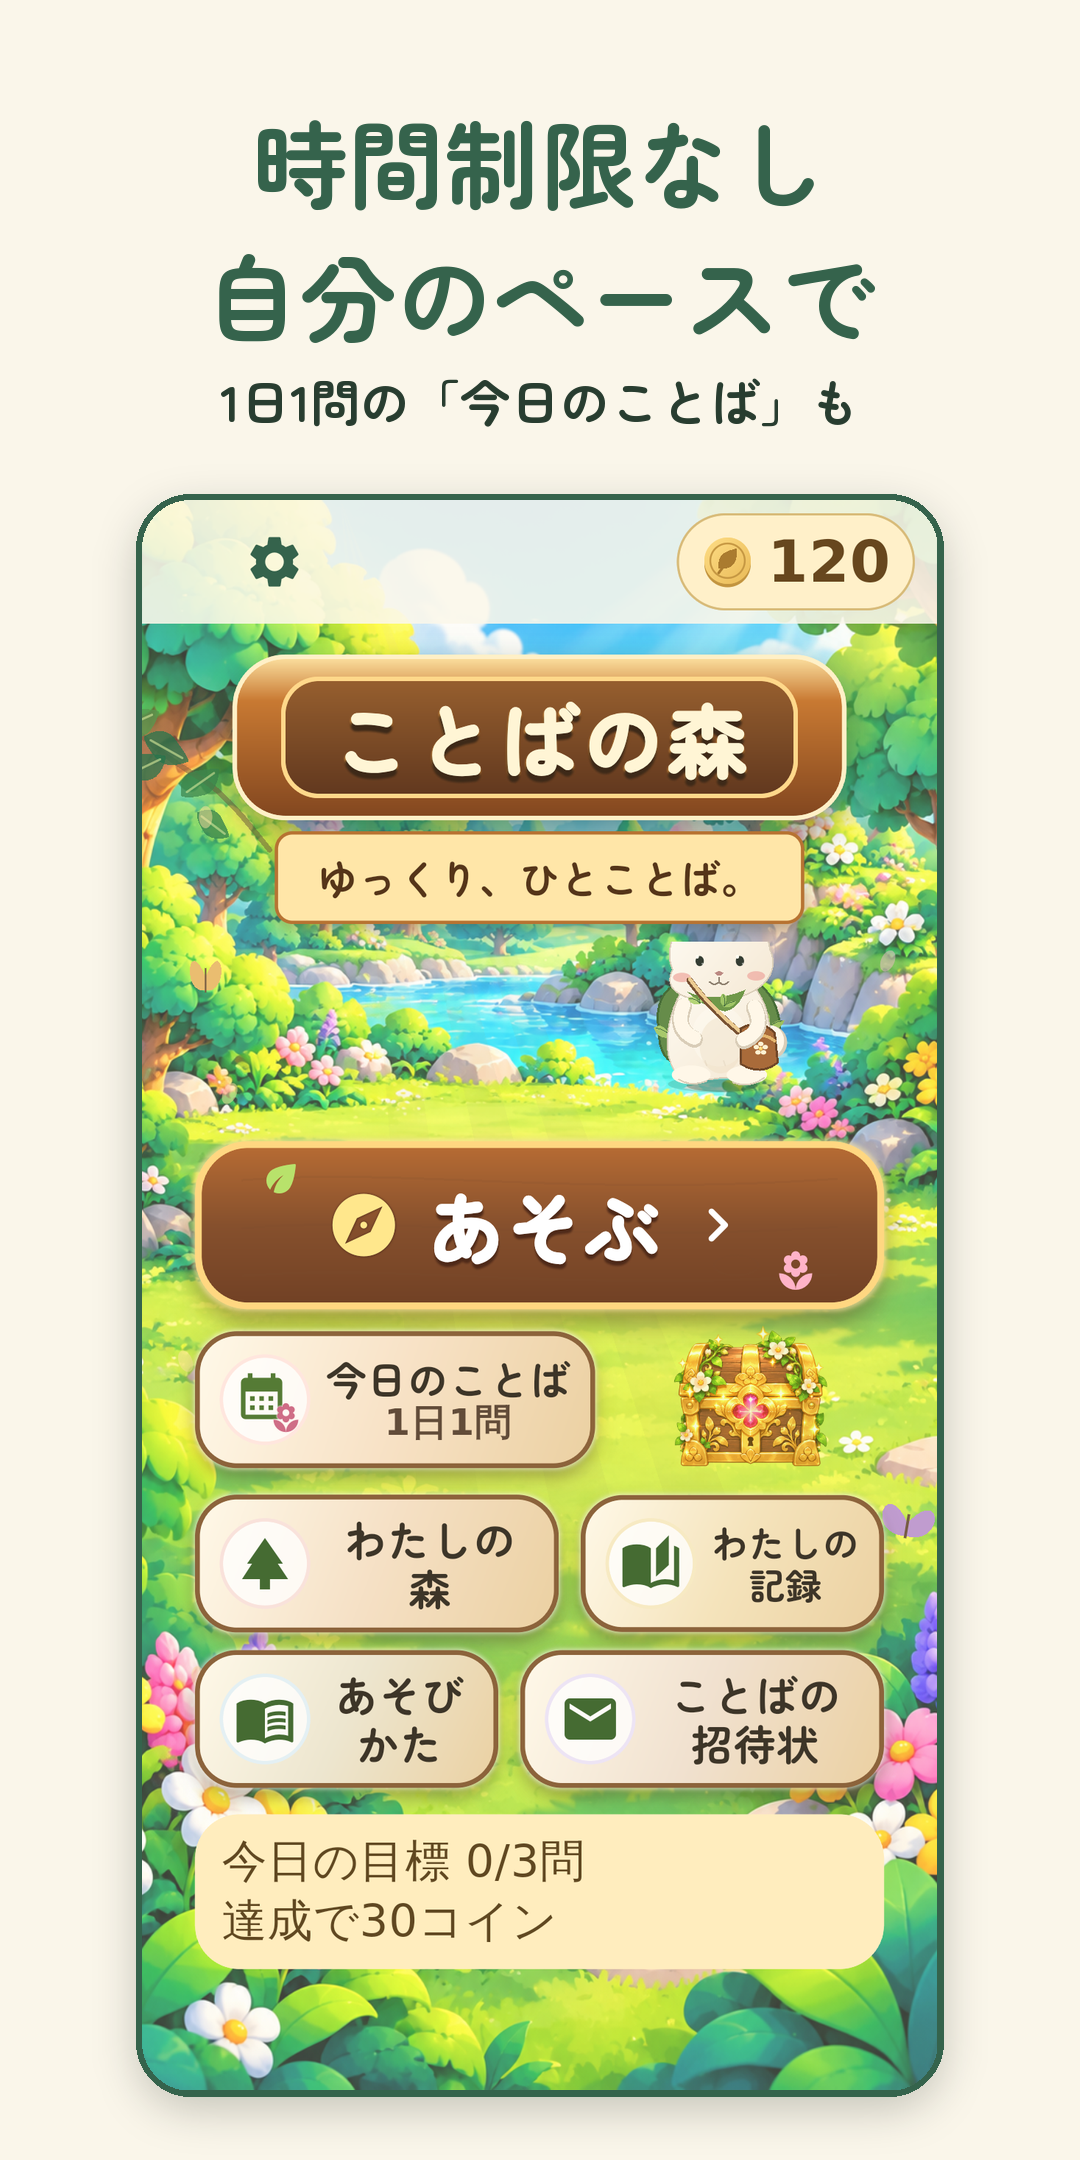 時間制限なし
自分のペースで
1日1問の「今日のことば」も
120
ことばの森
ゆっくり、ひとことば。
あそぶ
今日のことば
1日1問
わたしの
森
わたしの
記録
あそび
かた
ことばの
招待状
今日の目標 0/3問
達成で30コイン